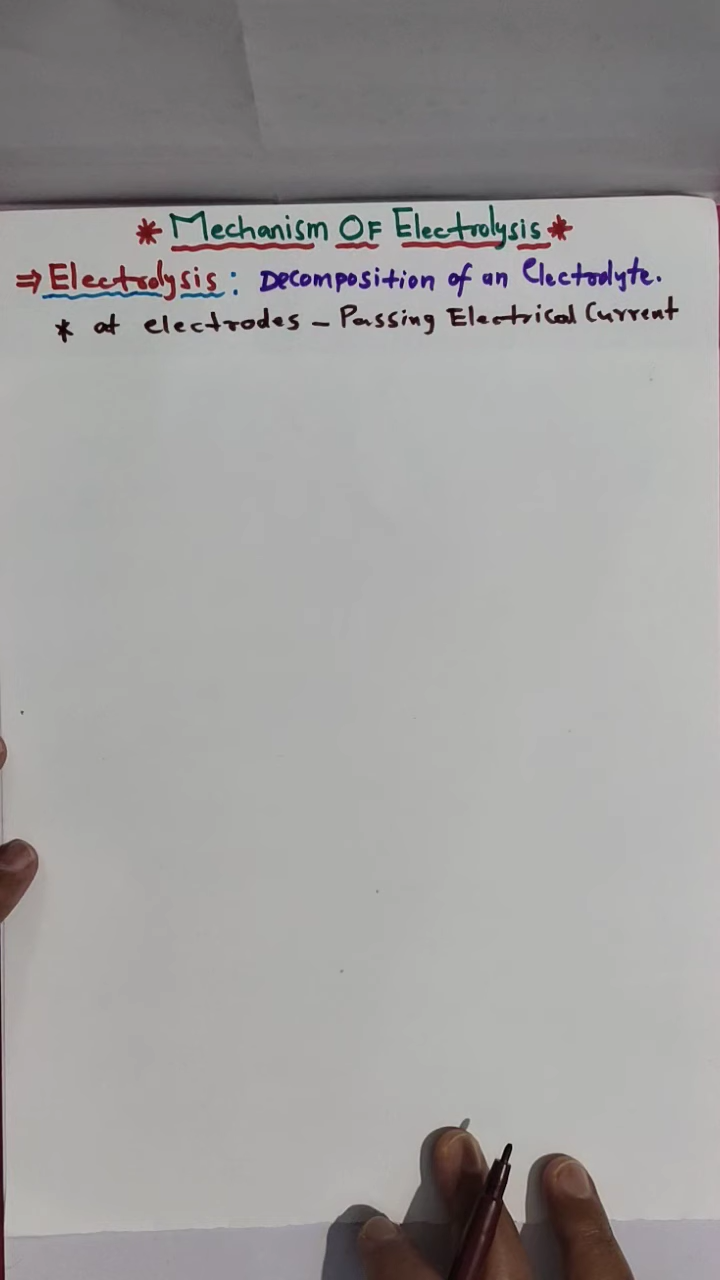 * Mechanism OF Electrolysis *
⇒ Electrolysis: Decomposition of an Electrolyte.
* at electrodes - Passing Electrical Current